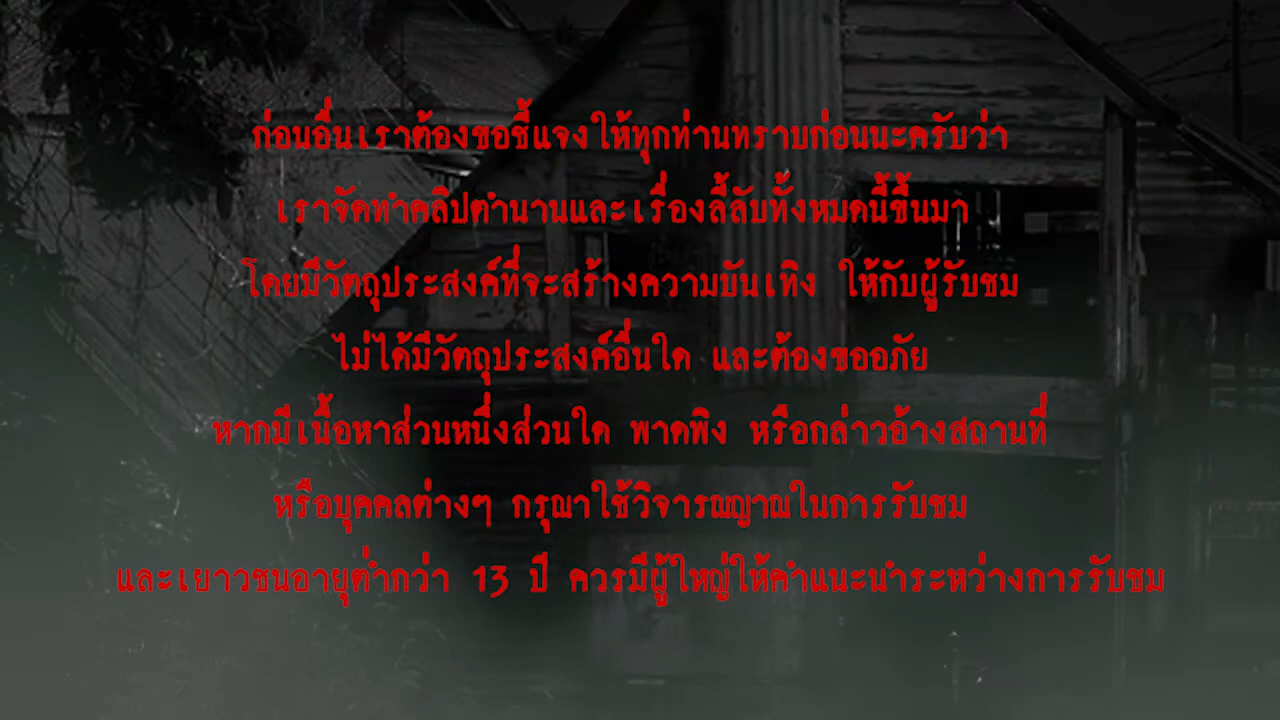 ก่อนอื่นเราต้องขอชี้แจงให้ทุกท่านทราบก่อนนะครับว่า
เราจัดทำคลิปตำนานและเรื่องลี้ลับทั้งหมดนี้ขึ้นมา
โดยมีวัตถุประสงค์ที่จะสร้างความบันเทิง ให้กับผู้รับชม
ไม่ได้มีวัตถุประสงค์อื่นใด และต้องขออภัย
หากมีเนื้อหาส่วนหนึ่งส่วนใด พาดพิง หรือกล่าวอ้างสถานที่
หรือบุคคลต่างๆ กรุณาใช้วิจารณญาณในการรับชม
และเยาวชนอายุต่ำกว่า 13 ปี ควรมีผู้ใหญ่ให้คำแนะนำระหว่างการรับชม